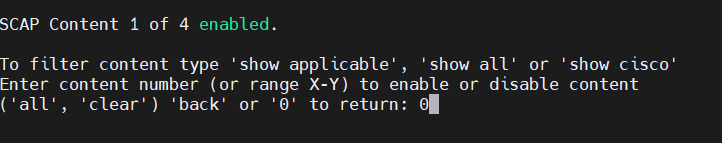 SCAP Content 1 of 4 enabled.
To filter content type 'show applicable', 'show all' or 'show cisco'
Enter content number (or range X-Y) to enable or disable content
('all', 'clear') 'back' or '0' to return: 0